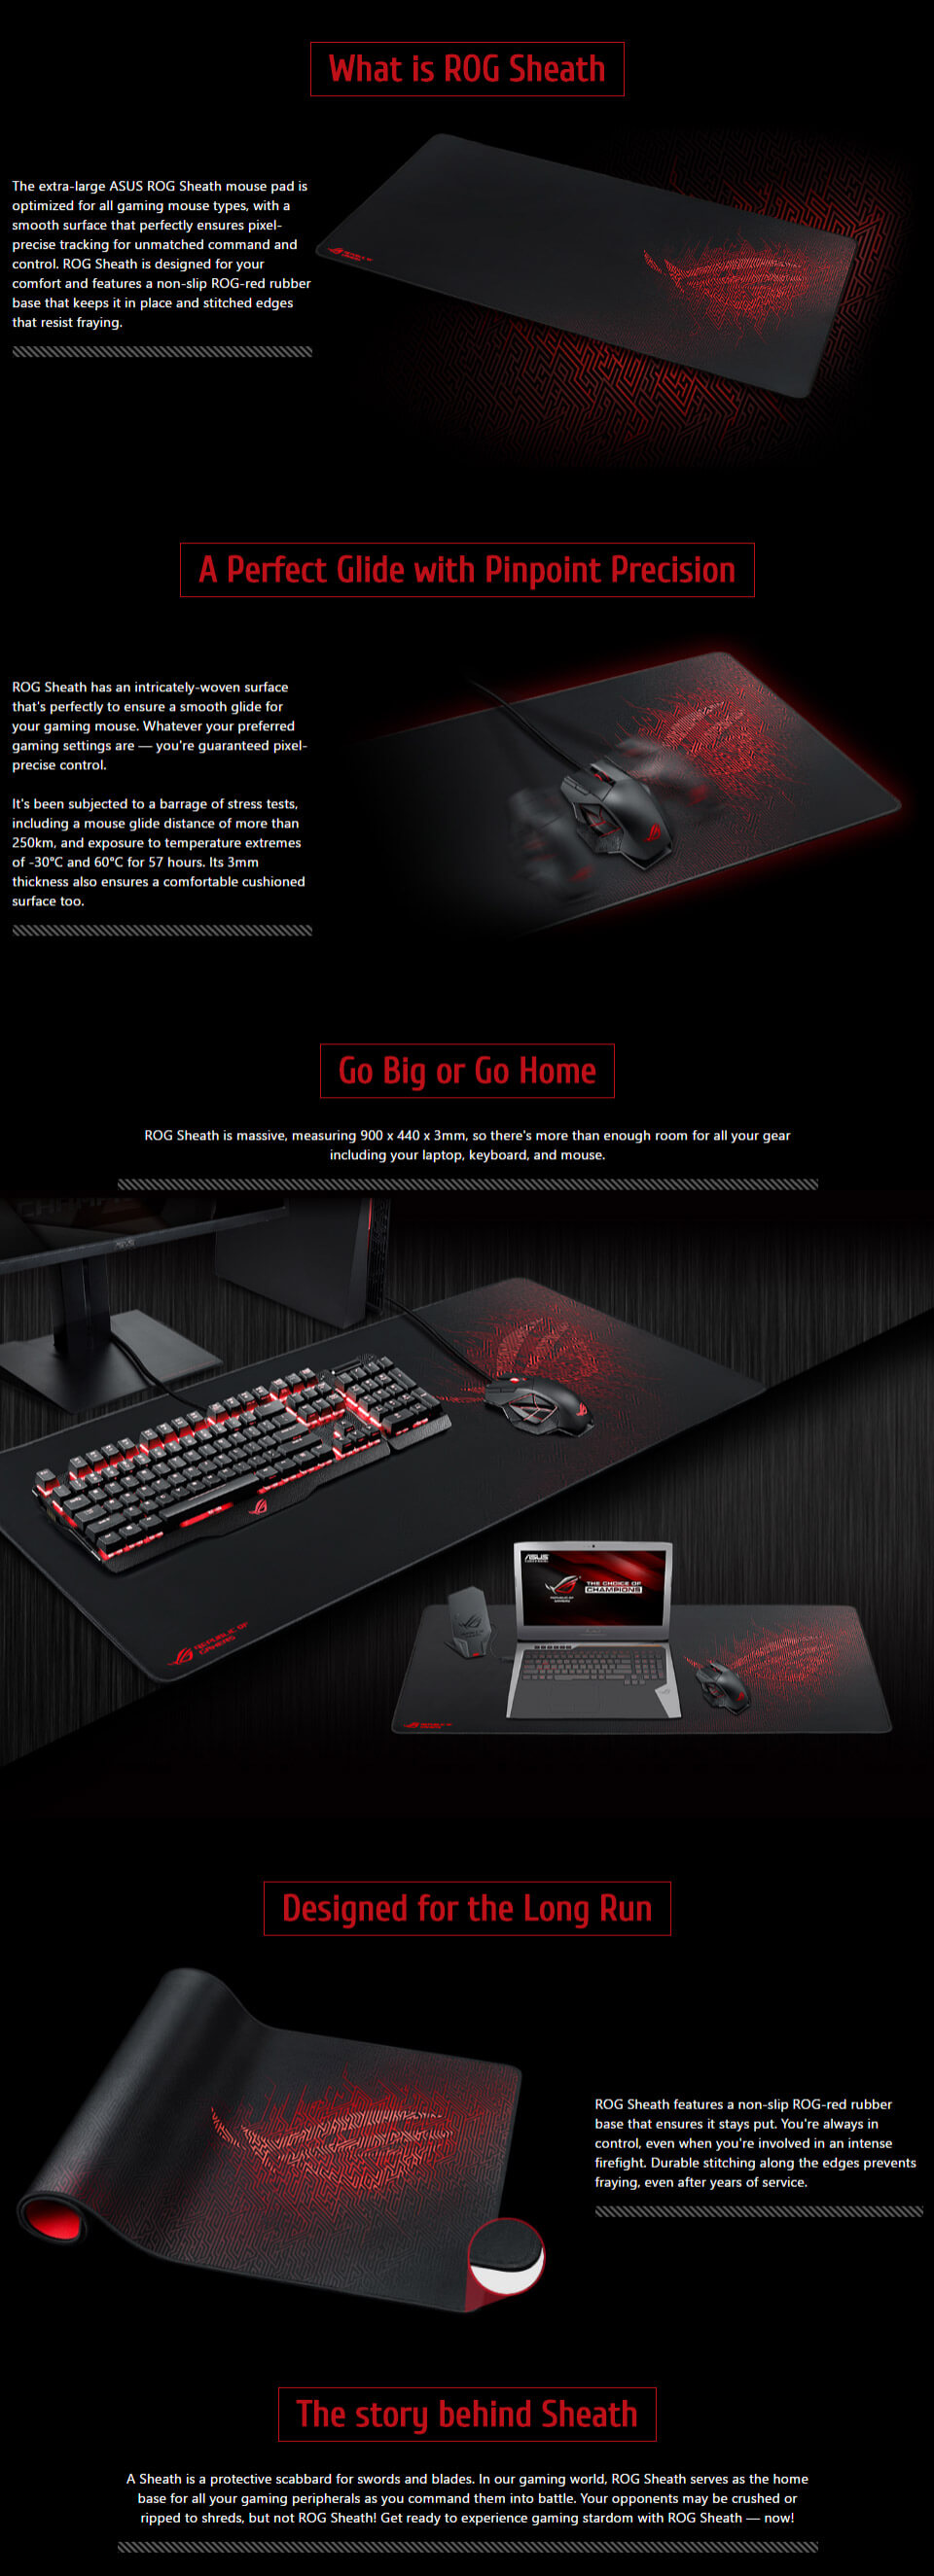 What is ROG Sheath
The extra-large ASUS ROG Sheath mouse pad is
optimized for all gaming mouse types, with a
smooth surface that perfectly ensures pixel-
precise tracking for unmatched command and
control. ROG Sheath is designed for your
comfort and features a non-slip ROG-red rubber
base that keeps it in place and stitched edges
that resist fraying.
A Perfect Glide with Pinpoint Precision
ROG Sheath has an intricately-woven surface
that's perfectly to ensure a smooth glide for
your gaming mouse. Whatever your preferred
gaming settings are — you're guaranteed pixel-
precise control.
It's been subjected to a barrage of stress tests,
including a mouse glide distance of more than
250km, and exposure to temperature extremes
of -30°C and 60°C for 57 hours. Its 3mm
thickness also ensures a comfortable cushioned
surface too.
Go Big or Go Home
ROG Sheath is massive, measuring 900 x 440 x 3mm, so there's more than enough room for all your gear
including your laptop, keyboard, and mouse.
REPUBLIC OF
GAMERS
ASUS
THE CHOICE OF
CHAMPIONS
Designed for the Long Run
ROG Sheath features a non-slip ROG-red rubber
base that ensures it stays put. You're always in
control, even when you're involved in an intense
firefight. Durable stitching along the edges prevents
fraying, even after years of service.
The story behind Sheath
A Sheath is a protective scabbard for swords and blades. In our gaming world, ROG Sheath serves as the home
base for all your gaming peripherals as you command them into battle. Your opponents may be crushed or
ripped to shreds, but not ROG Sheath! Get ready to experience gaming stardom with ROG Sheath — now!